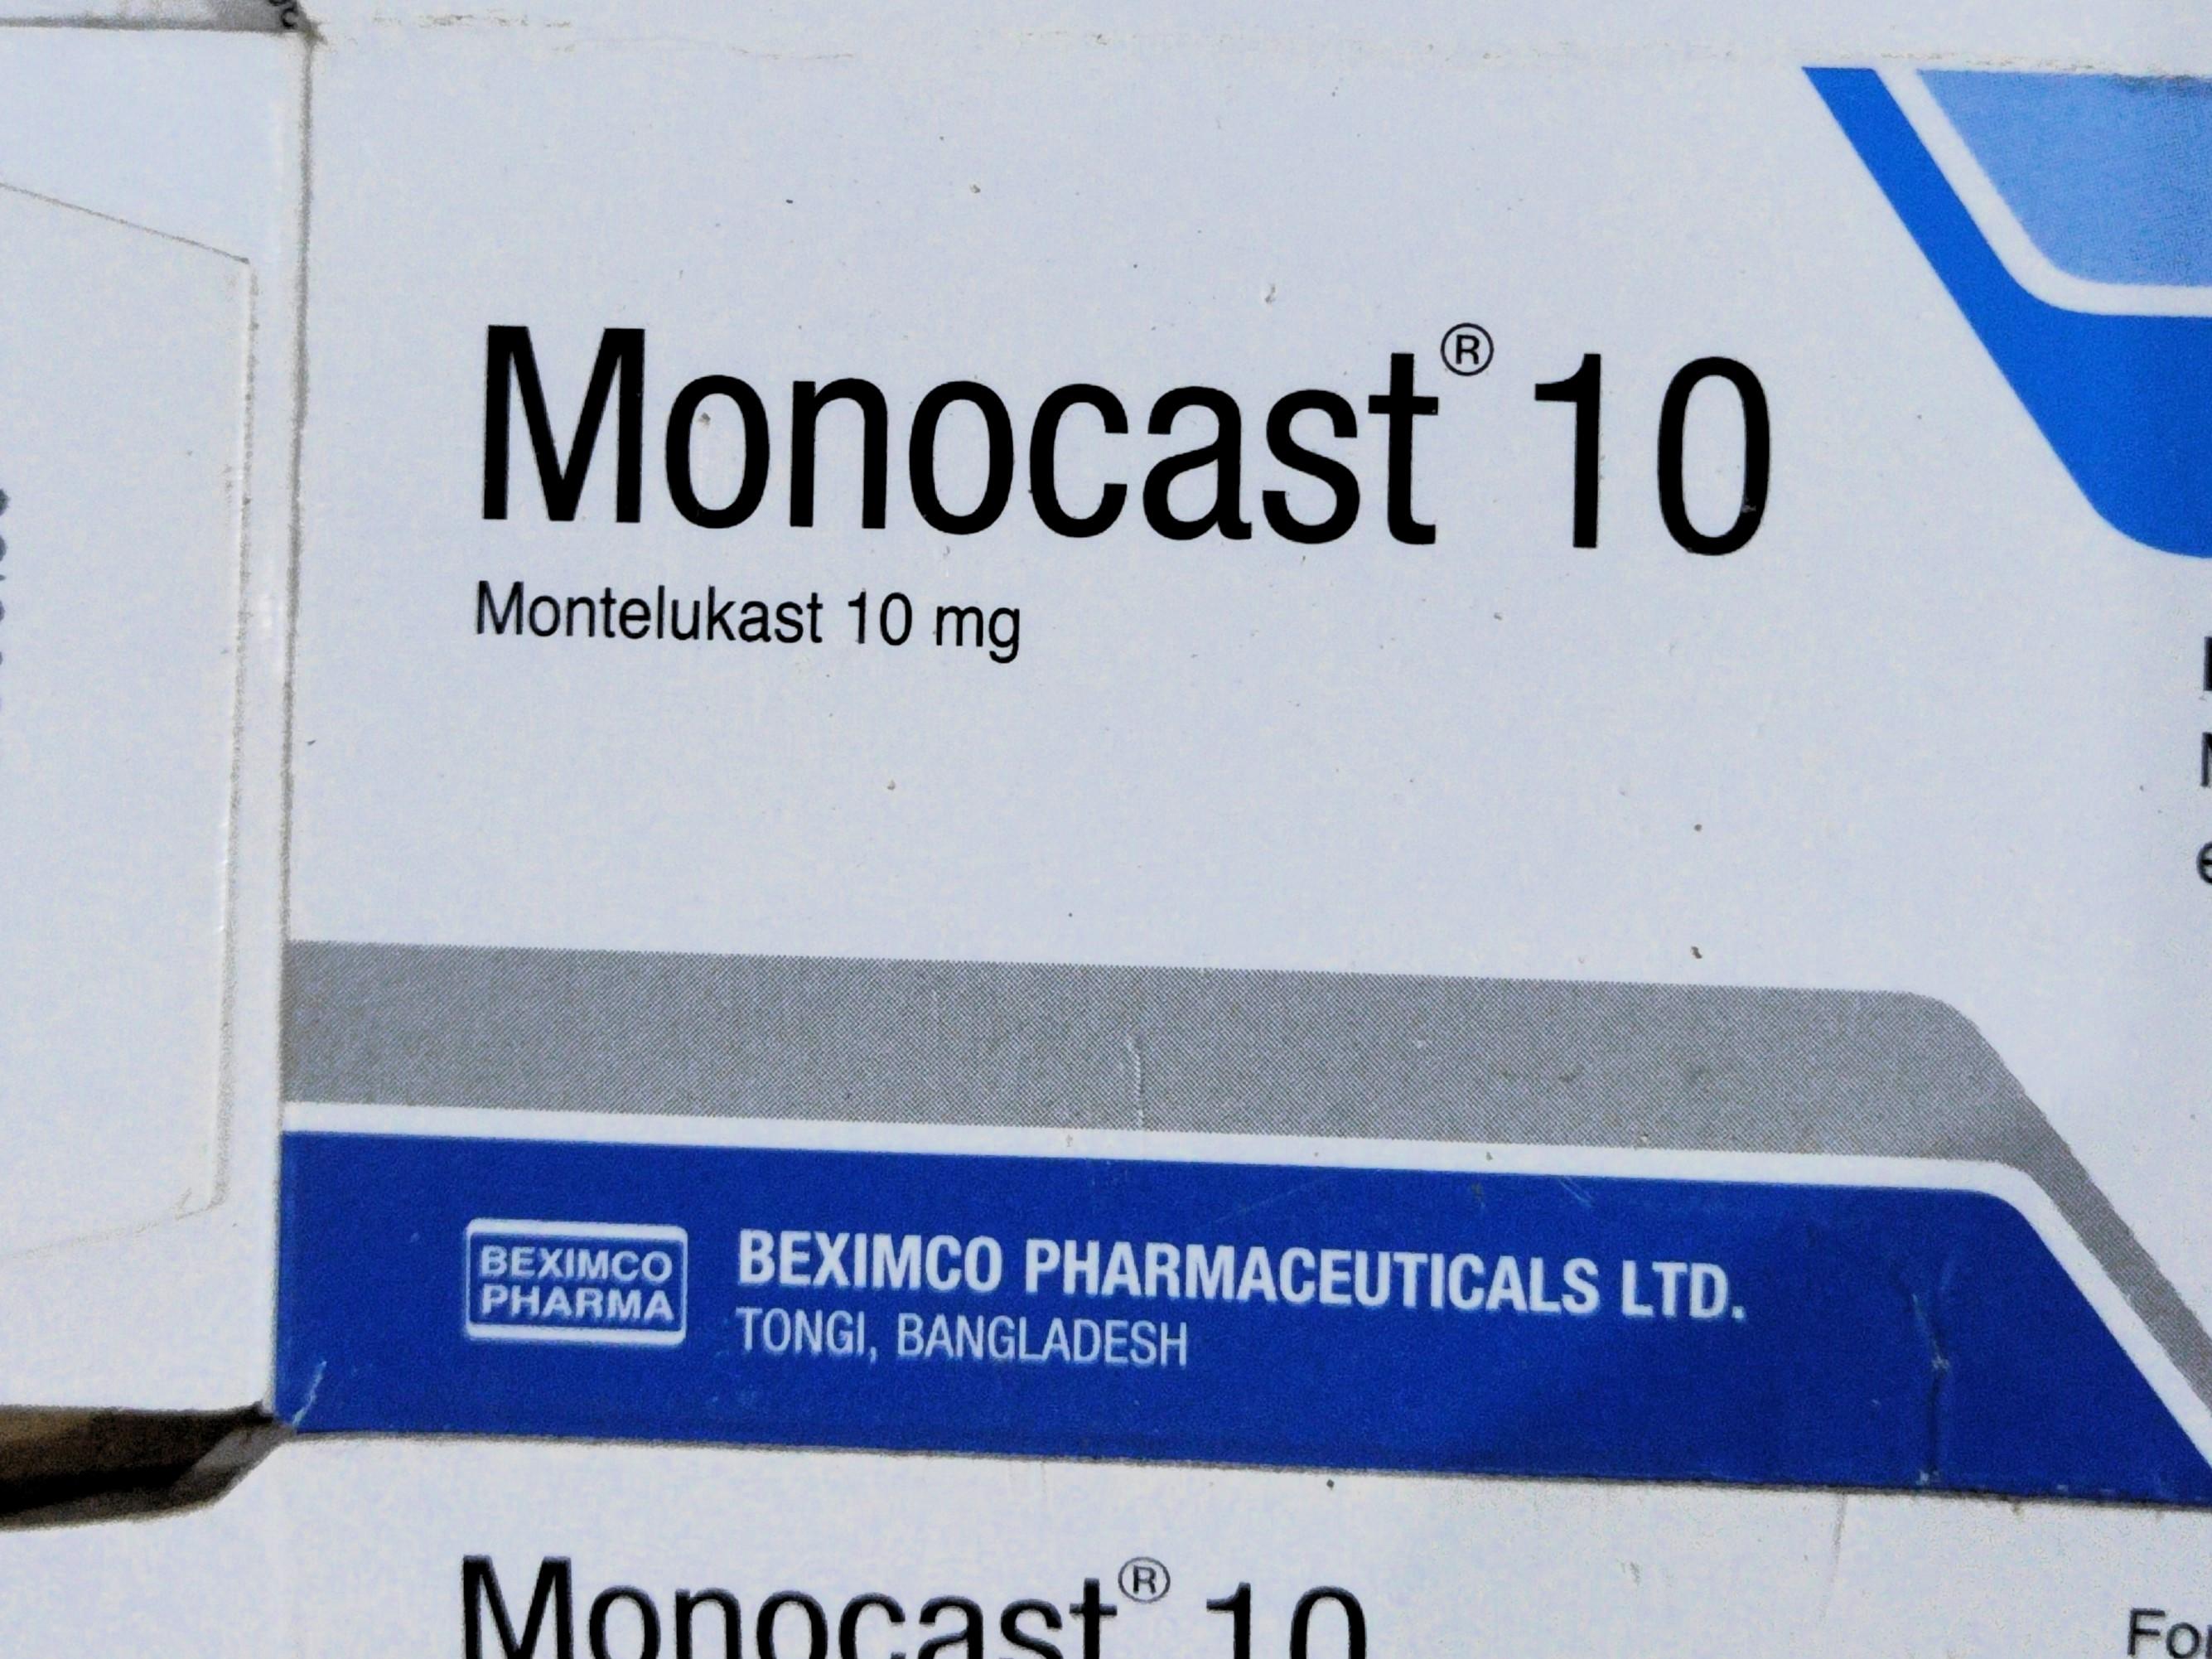 Monocast® 10
Montelukast 10 mg
BEXIMCO
PHARMA
BEXIMCO PHARMACEUTICALS LTD.
TONGI, BANGLADESH
Monocast® 10